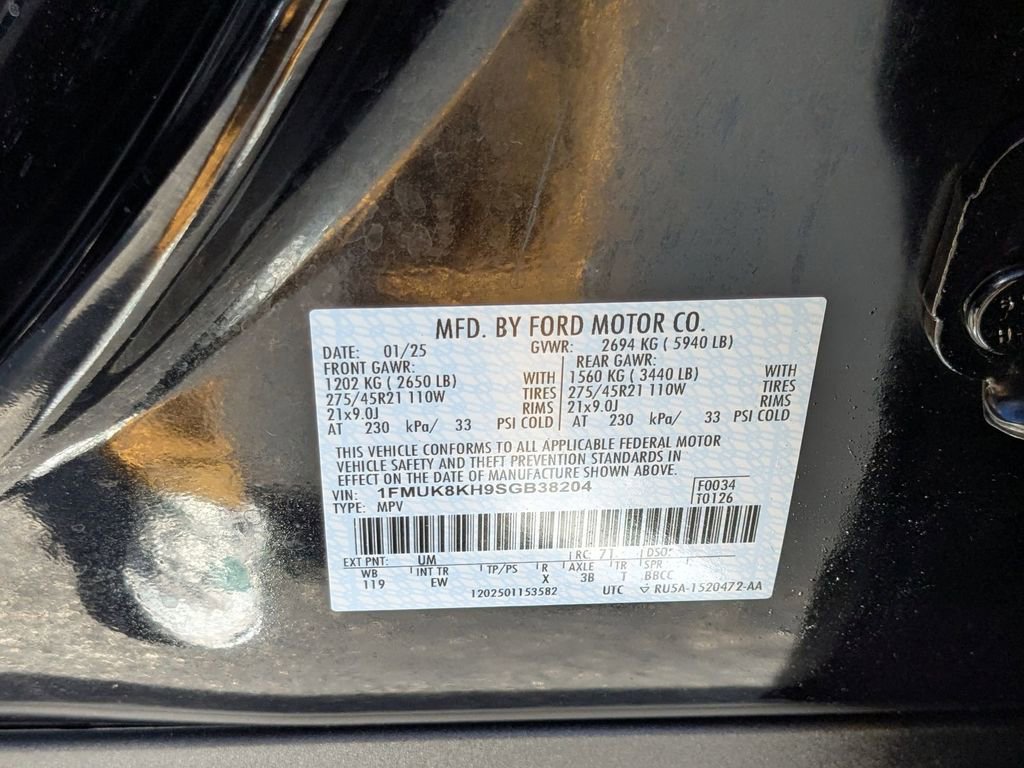 MFD. BY FORD MOTOR CO.
DATE: 01/25 GVWR: 2694 KG ( 5940 LB)
FRONT GAWR: REAR GAWR:
1202 KG ( 2650 LB) WITH 1560 KG ( 3440 LB) WITH
275/45R21 110W TIRES 275/45R21 110W TIRES
21x9.0J RIMS 21x9.0J RIMS
AT 230 kPa/ 33 PSI COLD AT 230 kPa/ 33 PSI COLD
THIS VEHICLE CONFORMS TO ALL APPLICABLE FEDERAL MOTOR
VEHICLE SAFETY AND THEFT PREVENTION STANDARDS IN
EFFECT ON THE DATE OF MANUFACTURE SHOWN ABOVE.
VIN: 1FMUK8KH9SGB38204 F0034
TYPE: MPV T0126
EXT PNT: UM RC: 71 DSO:
WB INT TR TP/PS R AXLE TR SPR
119 EW X 3B T BBCC
1202501153582 UTC RU5A-1520472-AA